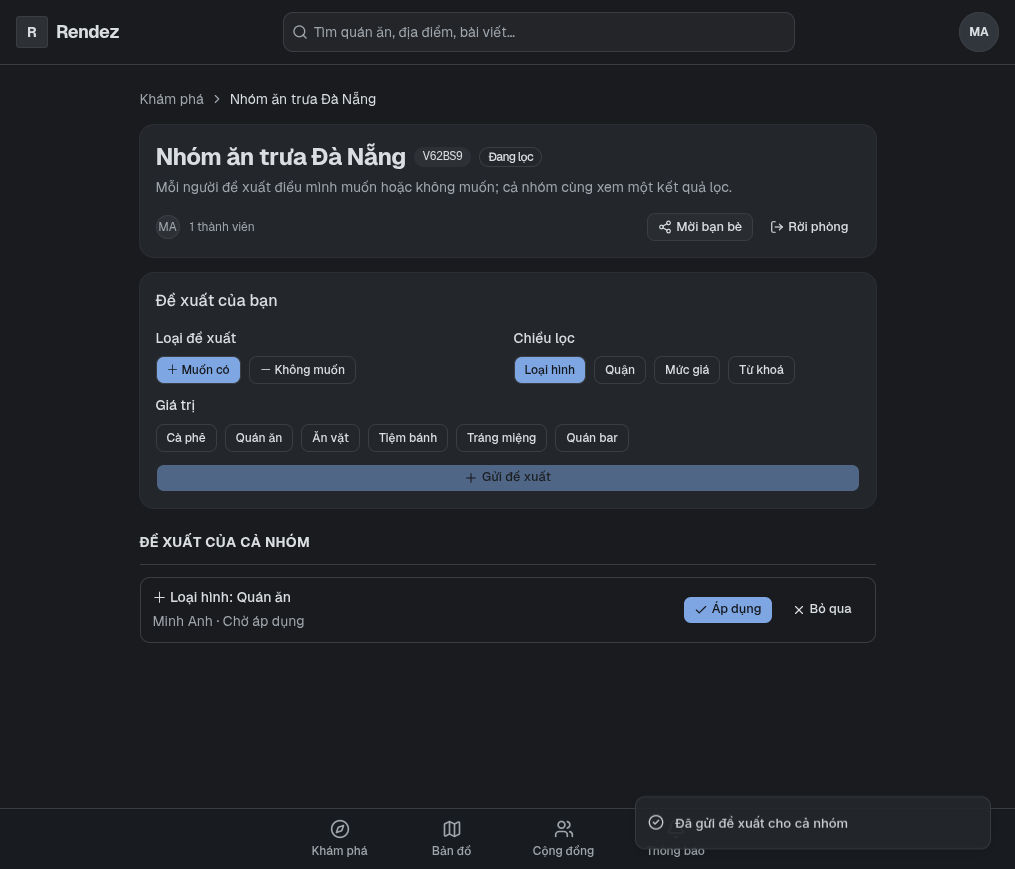 R Rendez
Tìm quán ăn, địa điểm, bài viết...
MA
Khám phá > Nhóm ăn trưa Đà Nẵng
Nhóm ăn trưa Đà Nẵng V62BS9 Đang lọc
Mỗi người đề xuất điều mình muốn hoặc không muốn; cả nhóm cùng xem một kết quả lọc.
MA 1 thành viên
Mời bạn bè Rời phòng
Đề xuất của bạn
Loại đề xuất
Muốn có Không muốn
Chiều lọc
Loại hình Quận Mức giá Từ khoá
Giá trị
Cà phê Quán ăn Ăn vặt Tiệm bánh Tráng miệng Quán bar
+ Gửi đề xuất
ĐỀ XUẤT CỦA CẢ NHÓM
+ Loại hình: Quán ăn
Minh Anh · Chờ áp dụng
Áp dụng Bỏ qua
Khám phá Bản đồ Cộng đồng Thông báo
Đã gửi đề xuất cho cả nhóm